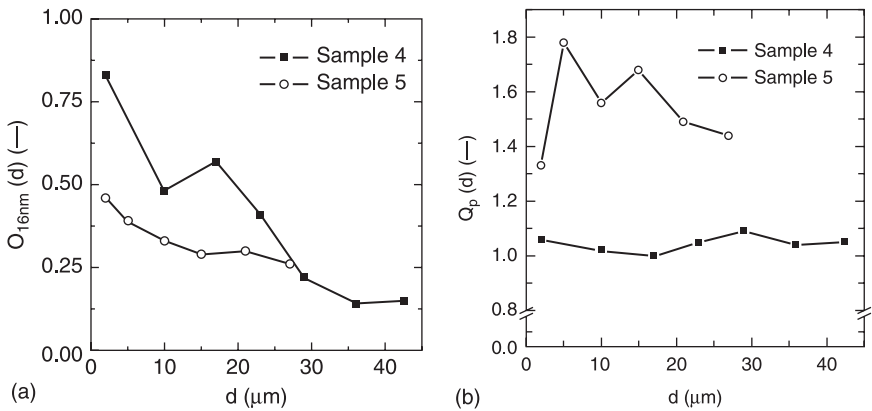 1.00
0.75
0.50
0.25
0.00
O16nm (d) (—)
Sample 4
Sample 5
0 10 20 30 40
d (μm)
(a)
1.8
1.6
1.4
1.2
1.0
0.8
0.0
Qp (d) (—)
Sample 4
Sample 5
0 10 20 30 40
d (μm)
(b)